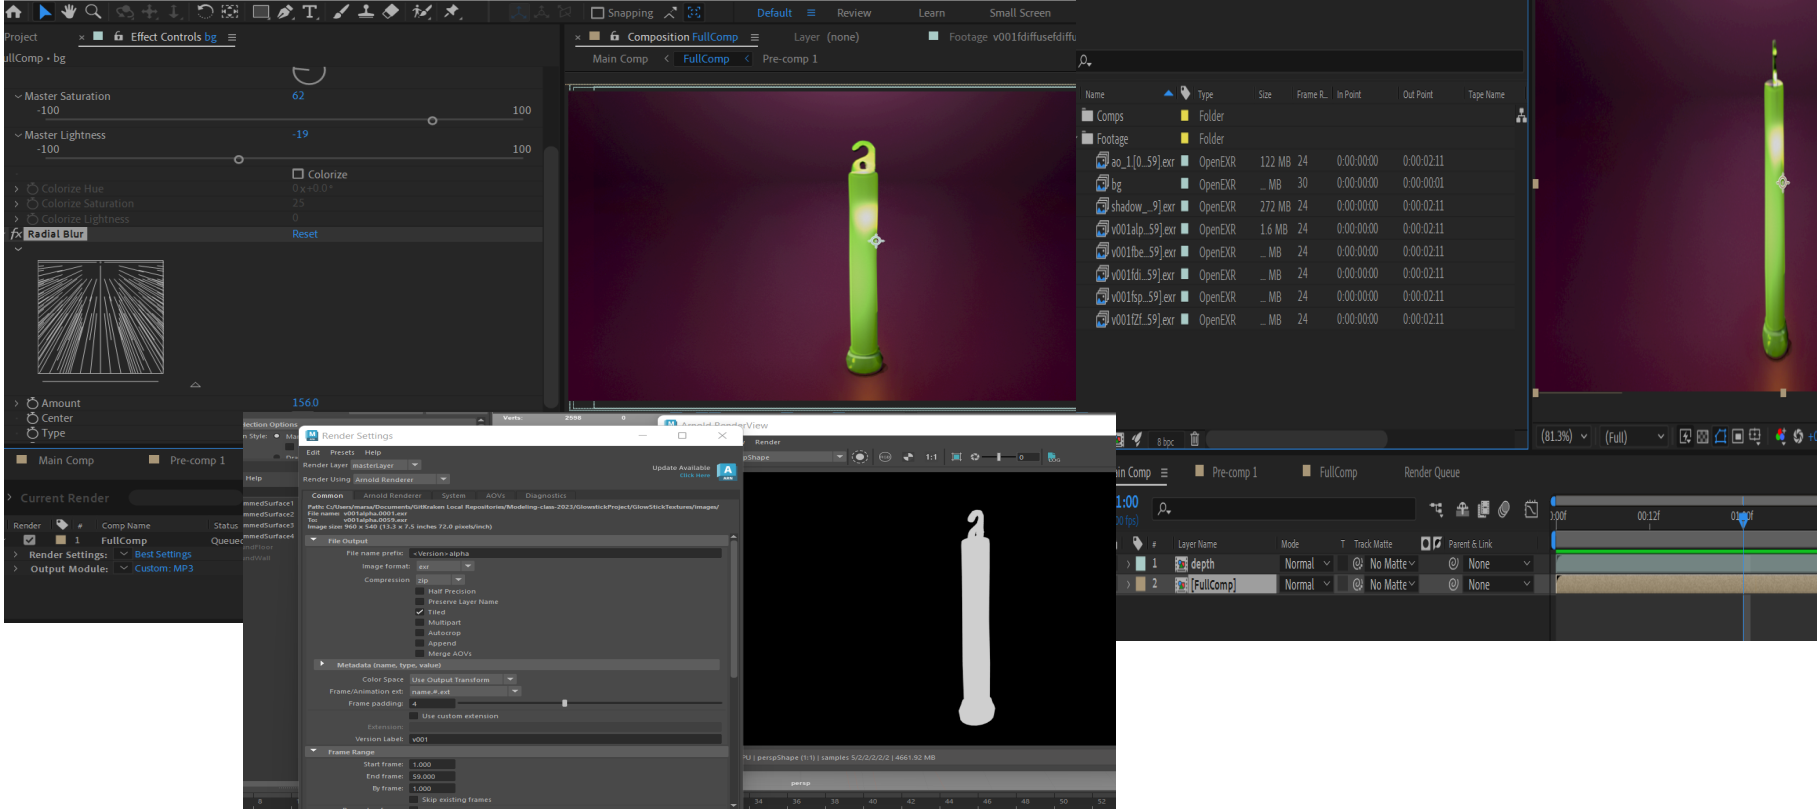 Snapping
Default
Review
Learn
Small Screen
Project
Effect Controls bg
FullComp • bg
Master Saturation
62
-100
100
Master Lightness
-19
-100
100
Colorize
Colorize Hue
0x+0.0°
Colorize Saturation
25
Colorize Lightness
0
fx Radial Blur
Reset
Amount
156.0
Center
Type
Composition FullComp
Layer (none)
Footage v001fdiffusefdiffu
Main Comp
FullComp
Pre-comp 1
Name
Type
Size
Frame R...
In Point
Out Point
Tape Name
Comps
Folder
Footage
Folder
ao_1.[0...59].exr OpenEXR 122 MB 24 0:00:00:00 0:00:02:11
bg OpenEXR ... MB 30 0:00:00:00 0:00:00:01
shadow_...9].exr OpenEXR 272 MB 24 0:00:00:00 0:00:02:11
v001alp...59].exr OpenEXR 1.6 MB 24 0:00:00:00 0:00:02:11
v001fbe...59].exr OpenEXR ... MB 24 0:00:00:00 0:00:02:11
v001fdi...59].exr OpenEXR ... MB 24 0:00:00:00 0:00:02:11
v001fsp...59].exr OpenEXR ... MB 24 0:00:00:00 0:00:02:11
v001fZf...59].exr OpenEXR ... MB 24 0:00:00:00 0:00:02:11
8 bpc
(81.3%)
(Full)
Main Comp
Pre-comp 1
Current Render
Render
#
Comp Name
Status
1
FullComp
Queued
Render Settings:
Best Settings
Output Module:
Custom: MP3
Verts:
2998
0
Render Settings
Edit Presets Help
Render Layer masterLayer
Render Using Arnold Renderer
Update Available
Click Here
Common
Arnold Renderer
System
AOVs
Diagnostics
Path: C:/Users/marsa/Documents/GitKraken Local Repositories/Modeling-class-2023/GlowstickProject/GlowStickTextures/images/
File name: v001alpha.0001.exr
To: v001alpha.0059.exr
Image size: 960 x 540 (13.3 x 7.5 inches 72.0 pixels/inch)
File Output
File name prefix: <Version>alpha
Image format: exr
Compression zip
Half Precision
Preserve Layer Name
Tiled
Multipart
Autocrop
Append
Merge AOVs
Metadata (name, type, value)
Color Space Use Output Transform
Frame/Animation ext: name.#.ext
Frame padding: 4
Use custom extension
Extension:
Version Label: v001
Frame Range
Start frame: 1.000
End frame: 59.000
By frame: 1.000
Skip existing frames
Help
Arnold RenderView
Render
1:1
0
perspShape (1:1) | samples 5/2/2/2/2/2 | 4661.92 MB
persp
8
34 36 38 40 42 44 46 48 50 52
Pre-comp 1
FullComp
Render Queue
#
Layer Name
Mode
T Track Matte
Parent & Link
1 depth Normal No Matte None
2 [FullComp] Normal No Matte None
00:12f